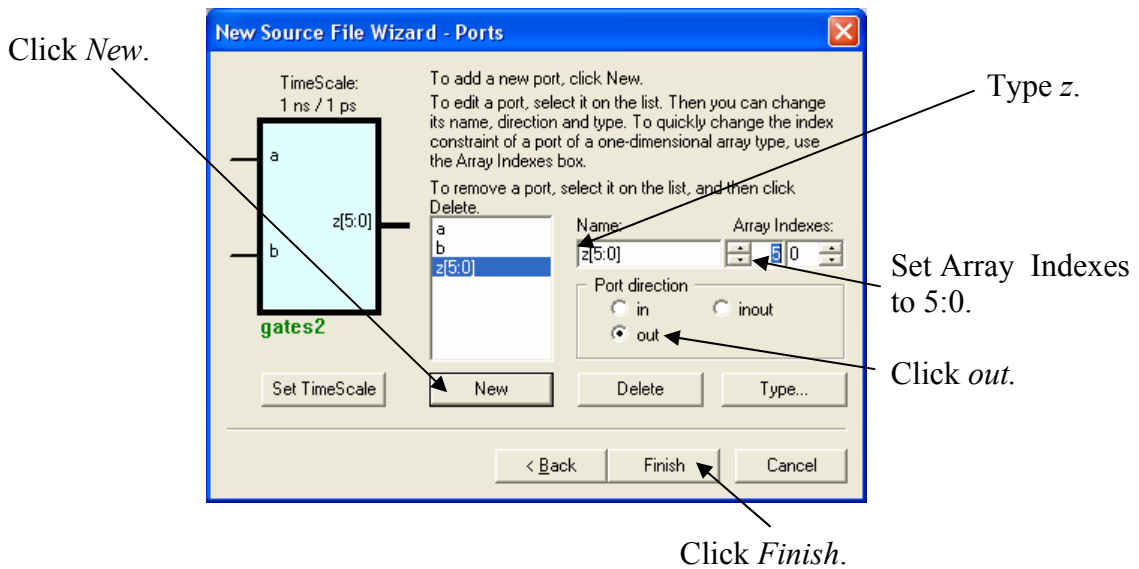 New Source File Wizard - Ports
Click New.
TimeScale:
1 ns / 1 ps
a
b
z[5:0]
gates2
To add a new port, click New.
To edit a port, select it on the list. Then you can change
its name, direction and type. To quickly change the index
constraint of a port of a one-dimensional array type, use
the Array Indexes box.
To remove a port, select it on the list, and then click
Delete.
a
b
z[5:0]
Name:
Array Indexes:
z[5:0]
5
0
Port direction
in
inout
out
Set TimeScale
New
Delete
Type...
< Back
Finish
Cancel
Type z.
Set Array Indexes
to 5:0.
Click out.
Click Finish.